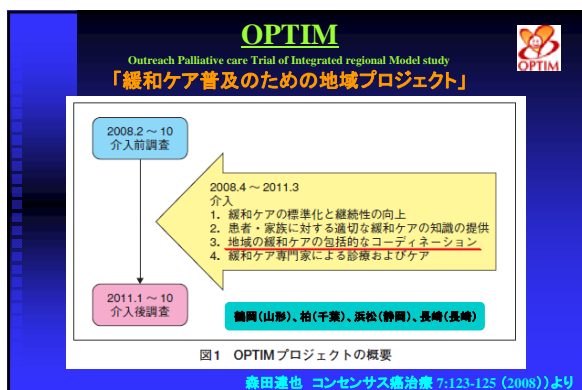 OPTIM
Outreach Palliative care Trial of Integrated regional Model study
「緩和ケア普及のための地域プロジェクト」
OPTIM
2008.2 ~ 10
介入前調査
2008.4 ~ 2011.3
介入
1. 緩和ケアの標準化と継続性の向上
2. 患者・家族に対する適切な緩和ケアの知識の提供
3. 地域の緩和ケアの包括的なコーディネーション
4. 緩和ケア専門家による診療およびケア
2011.1 ~ 10
介入後調査
鶴岡(山形)、柏(千葉)、浜松(静岡)、長崎(長崎)
図1 OPTIMプロジェクトの概要
森田達也 コンセンサス癌治療 7:123-125 (2008))より